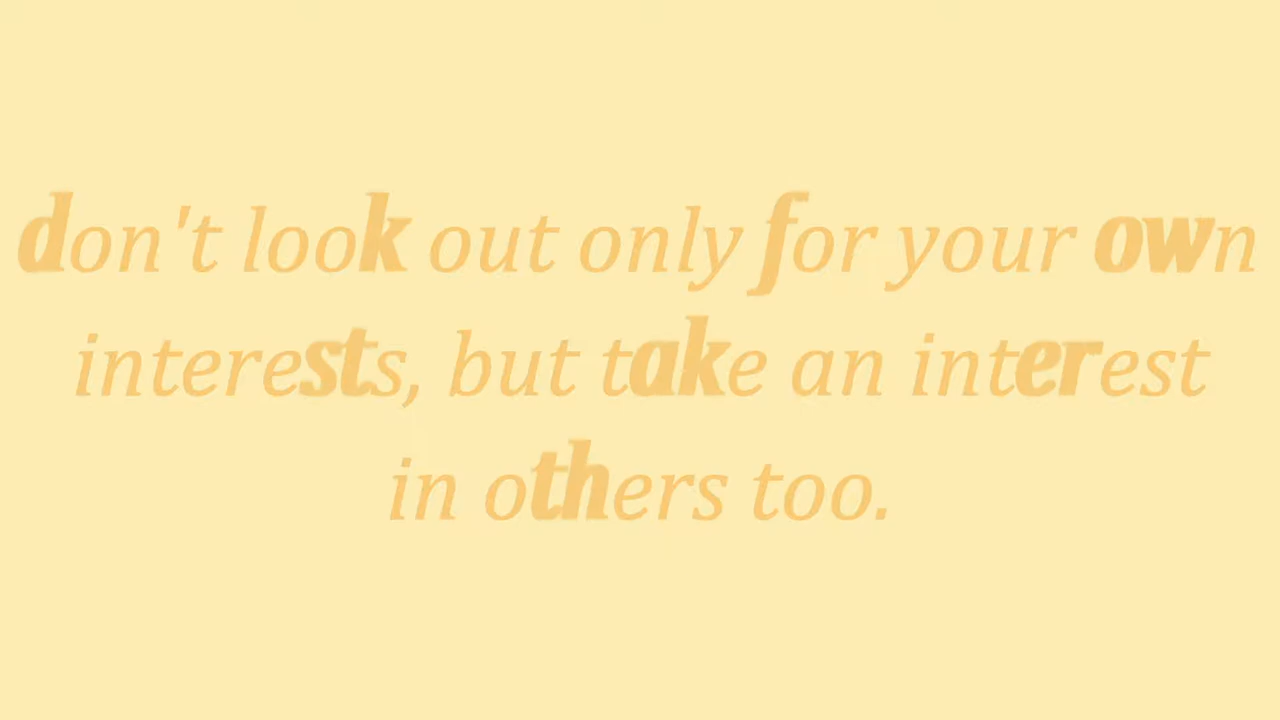 don't look out only for your own
interests, but take an interest
in others too.